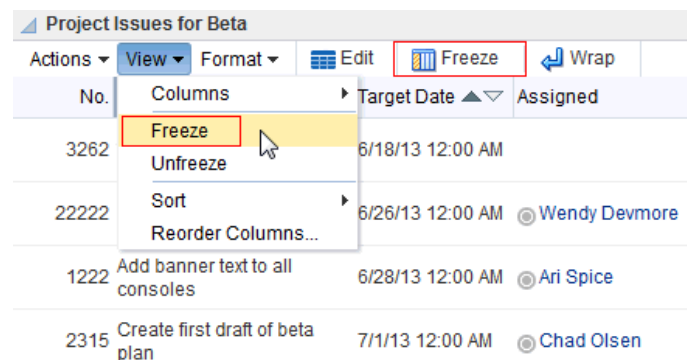 Project Issues for Beta
Actions View Format Edit Freeze Wrap
No. Target Date Assigned
Columns
Freeze
Unfreeze
Sort
Reorder Columns...
3262 6/18/13 12:00 AM
22222 6/26/13 12:00 AM Wendy Devmore
1222 Add banner text to all
consoles 6/28/13 12:00 AM Ari Spice
2315 Create first draft of beta
plan 7/1/13 12:00 AM Chad Olsen